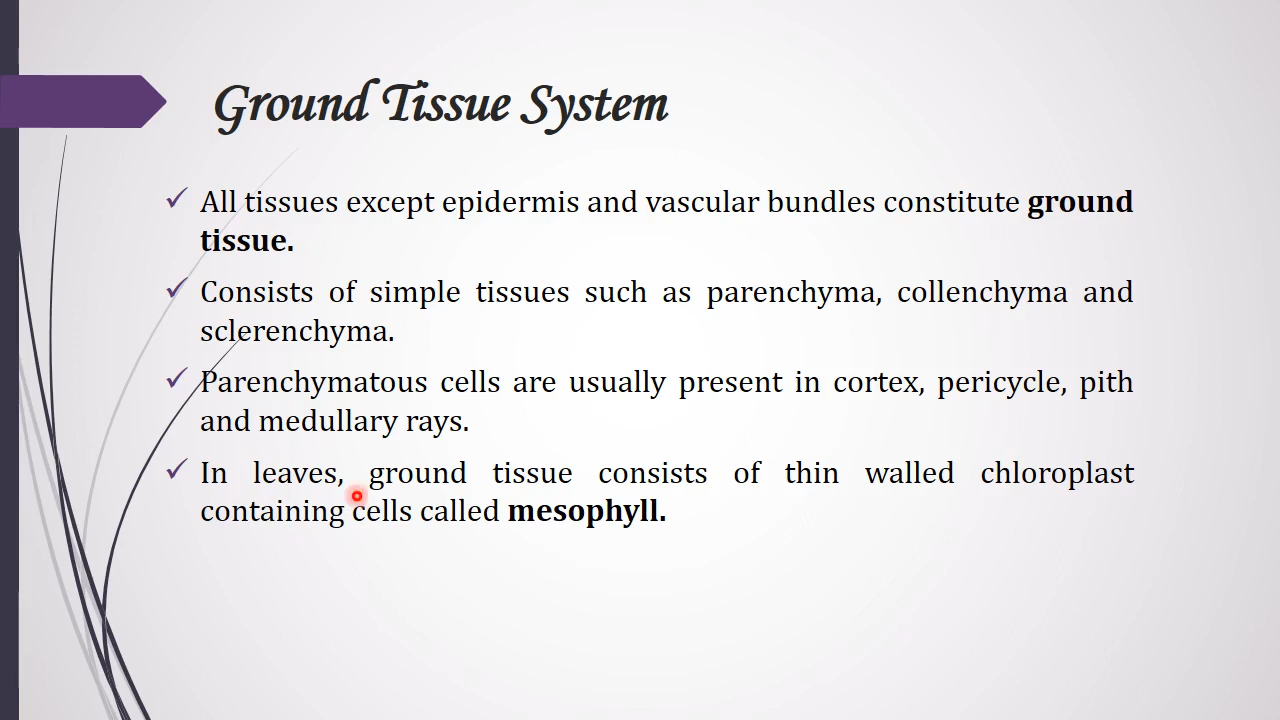 Ground Tissue System
All tissues except epidermis and vascular bundles constitute ground
tissue.
Consists of simple tissues such as parenchyma, collenchyma and
sclerenchyma.
Parenchymatous cells are usually present in cortex, pericycle, pith
and medullary rays.
In leaves, ground tissue consists of thin walled chloroplast
containing cells called mesophyll.